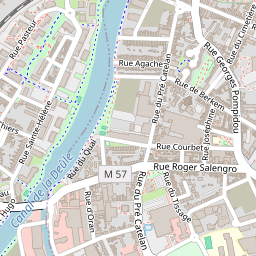 Rue Pasteur
Rue du Cimetière
Rue Agache
Rue du Pré Catelan
Rue Georges Pompidou
Rue de Berkem
Rue Sainte-Hélène
Thiers
Rue Joséphine
Rue Courbet
Rue du Quai
Rue Roger Salengro
M 57
Canal de la Deûle
Hugo
Rue d'Oran
Rue du Pré Catelan
Rue du Tissage